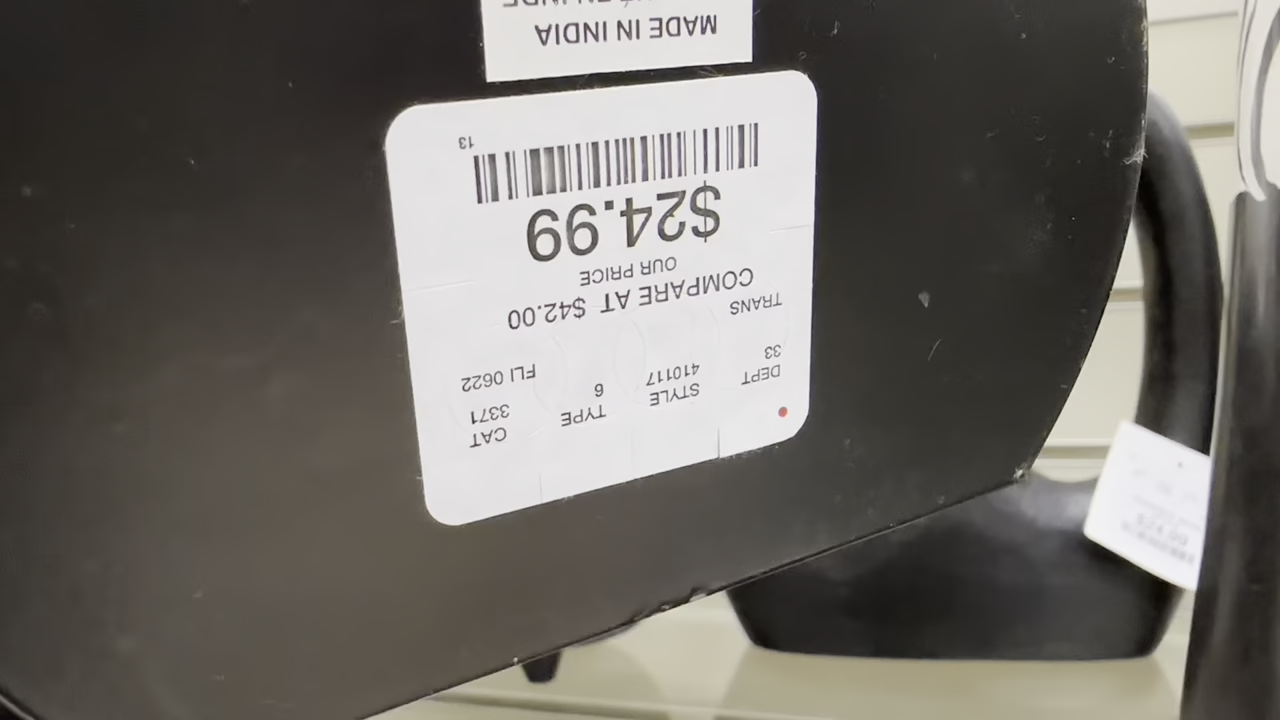 DEPT STYLE TYPE CAT
33 410117 6 3371
FLI 0622
TRANS
COMPARE AT $42.00
OUR PRICE
$24.99
13
MADE IN INDIA